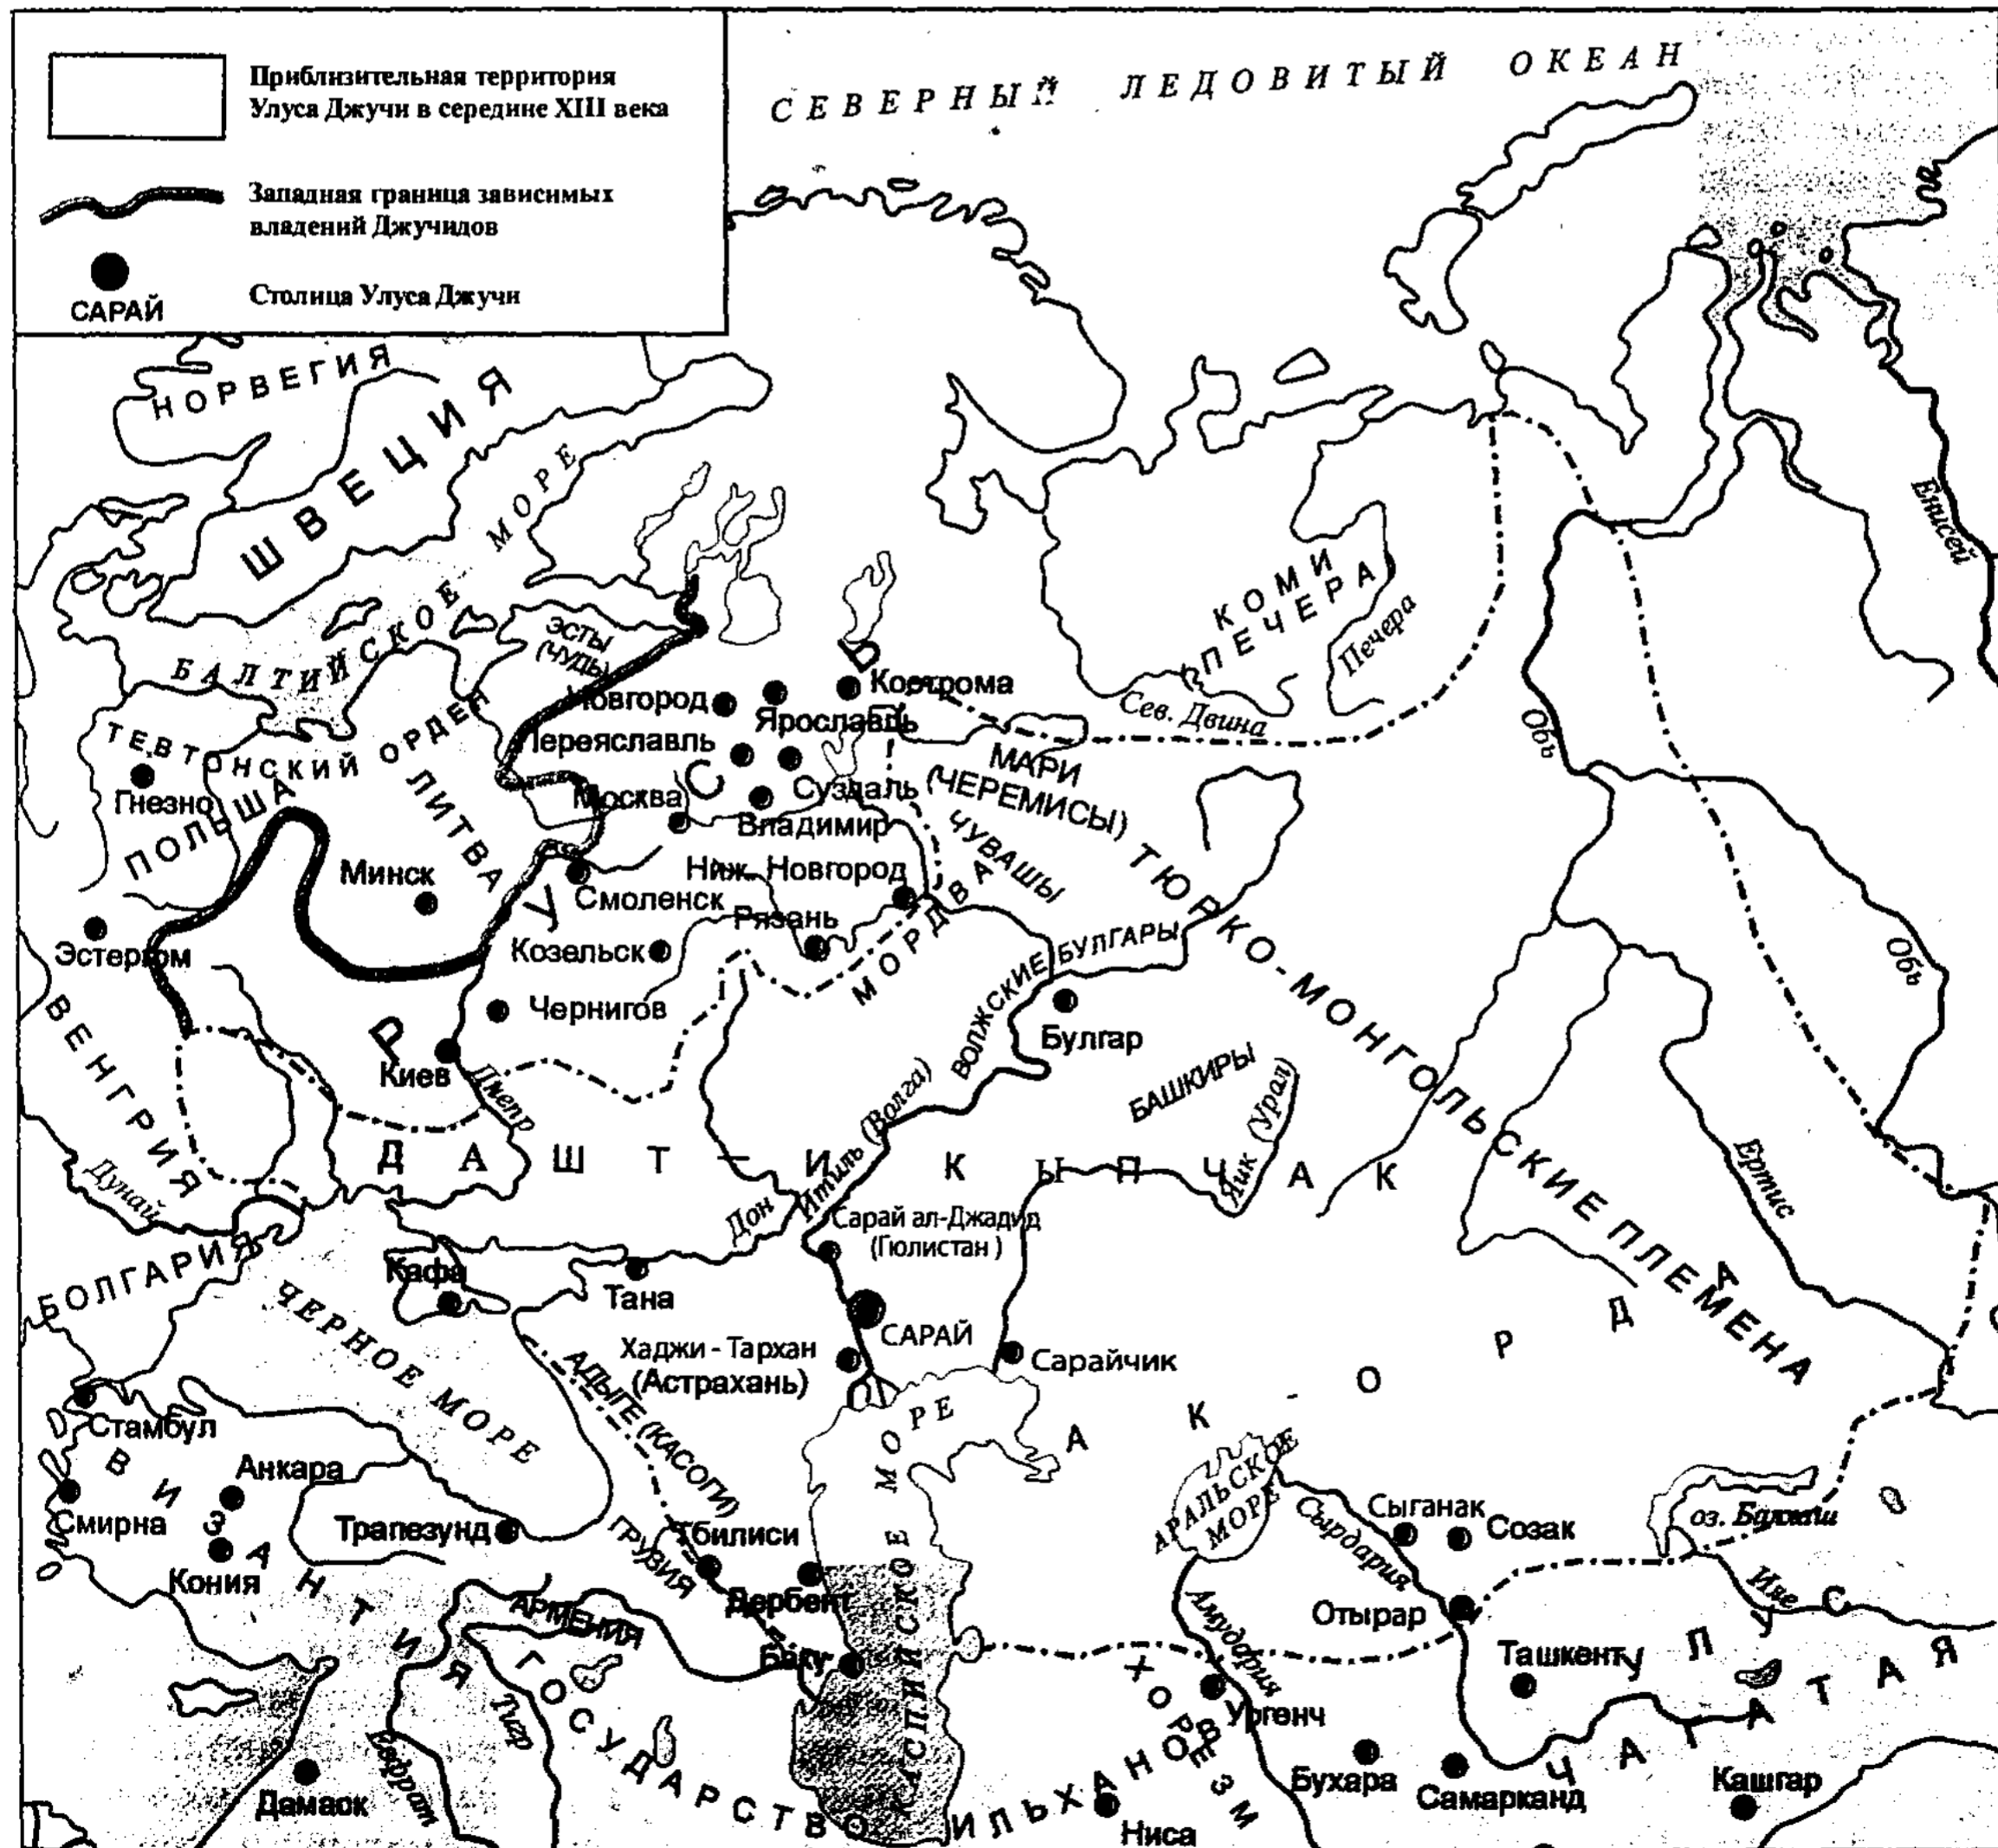 Приблизительная территория
Улуса Джучи в середине XIII века
Западная граница зависимых
владений Джучидов
САРАЙ
Столица Улуса Джучи
СЕВЕРНЫЙ ЛЕДОВИТЫЙ ОКЕАН
НОРВЕГИЯ
ШВЕЦИЯ
БАЛТИЙСКОЕ МОРЕ
ЭСТЫ
(ЧУДЬ)
КОМИ
ПЕЧЕРА
Печера
Енисей
Сев. Двина
Обь
Обь
ТЕВТОНСКИЙ ОРДЕН
Гнезно
ПОЛЬША
ЛИТВА
РУСЬ
Новгород
Кострома
Ярославль
Переяславль
Суздаль
Москва
Владимир
МАРИ
(ЧЕРЕМИСЫ)
ЧУВАШЫ
Минск
Смоленск
Ниж. Новгород
Рязань
МОРДВА
Козельск
Эстергом
Чернигов
ВОЛЖСКИЕ БУЛГАРЫ
Булгар
ТЮРКО-МОНГОЛЬСКИЕ ПЛЕМЕНА
ВЕНГРИЯ
Киев
Днепр
БАШКИРЫ
Яик (Урал)
Итиль (Волга)
Ертис
ДАШТ-И КЫПЧАК
Дунай
Дон
Сарай ал-Джадид
(Гюлистан)
БОЛГАРИЯ
Кафа
Тана
ЧЕРНОЕ МОРЕ
САРАЙ
Хаджи-Тархан
(Астрахань)
Сарайчик
АК-ОРДА
АДЫГЕ (КАСОГИ)
Стамбул
ВИЗАНТИЯ
Анкара
Смирна
Кония
Трапезунд
ГРУЗИЯ
Тбилиси
Дербент
АРМЕНИЯ
Баку
КАСПИЙСКОЕ МОРЕ
АРАЛЬСКОЕ
МОРЕ
Сырдария
Сыганак
Созак
оз. Балхаш
Иле
Отырар
Амудария
Ташкент
УЛУС ЧАГАТАЯ
ХОРЕЗМ
Ургенч
Бухара
Самарканд
Кашгар
Ниса
ГОСУДАРСТВО ИЛЬХАНОВ
Тигр
Евфрат
Дамаск